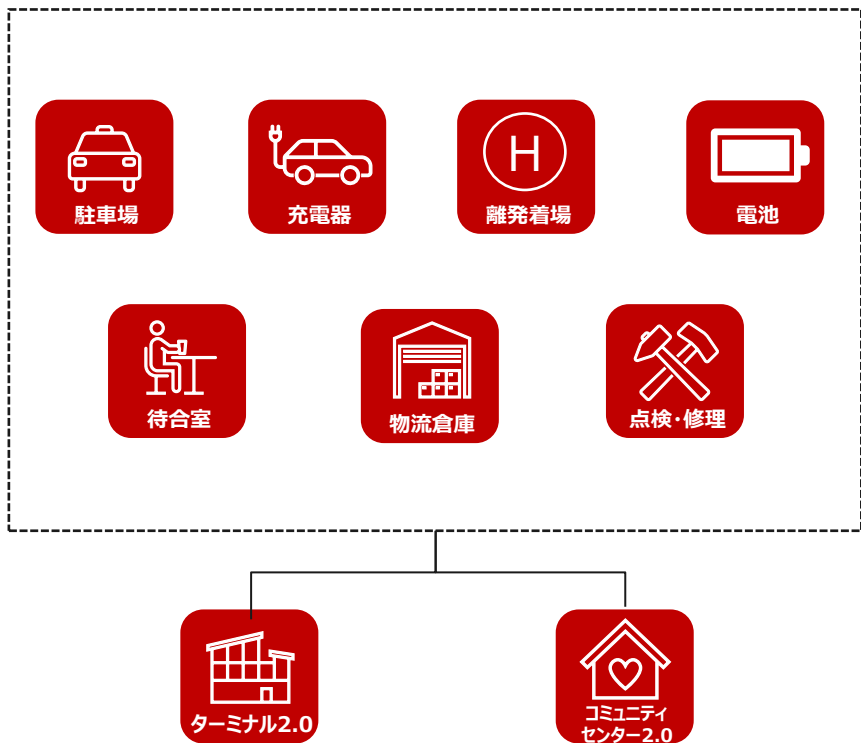 駐車場
充電器
H
離発着場
電池
待合室
物流倉庫
点検・修理
ターミナル2.0
コミュニティ
センター2.0